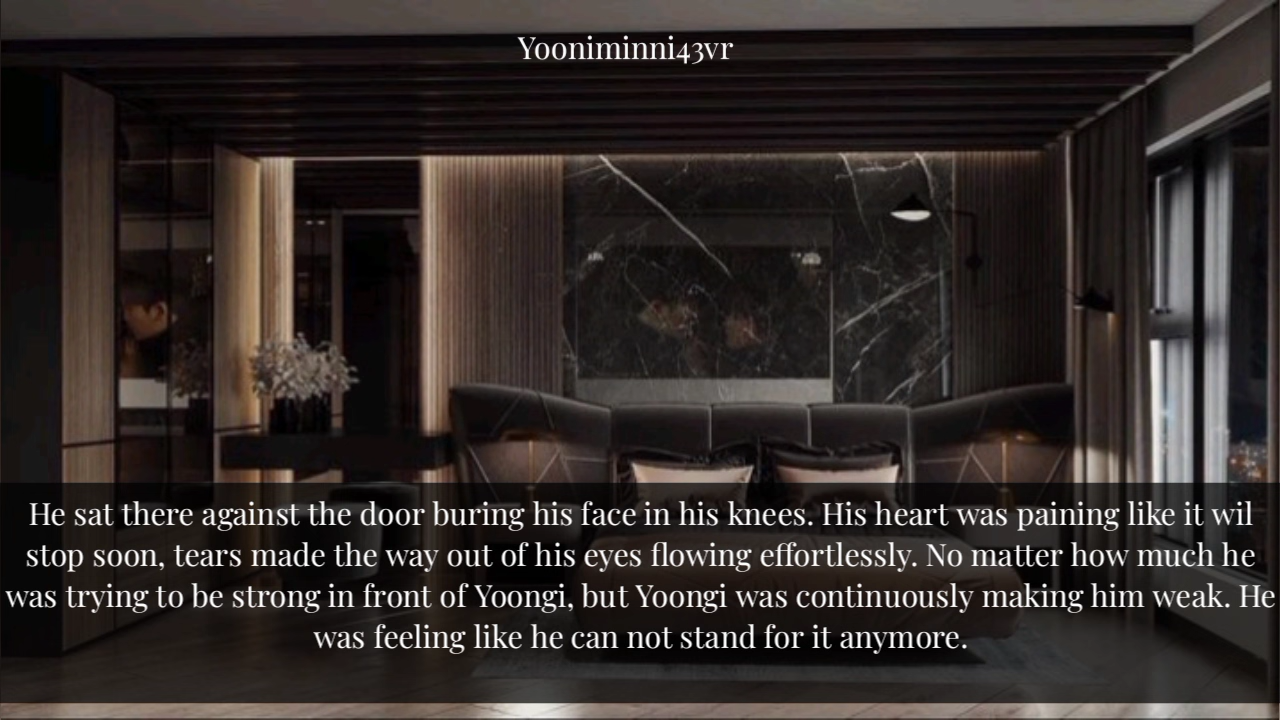 Yooniminni43vr
He sat there against the door buring his face in his knees. His heart was paining like it wil
stop soon, tears made the way out of his eyes flowing effortlessly. No matter how much he
was trying to be strong in front of Yoongi, but Yoongi was continuously making him weak. He
was feeling like he can not stand for it anymore.